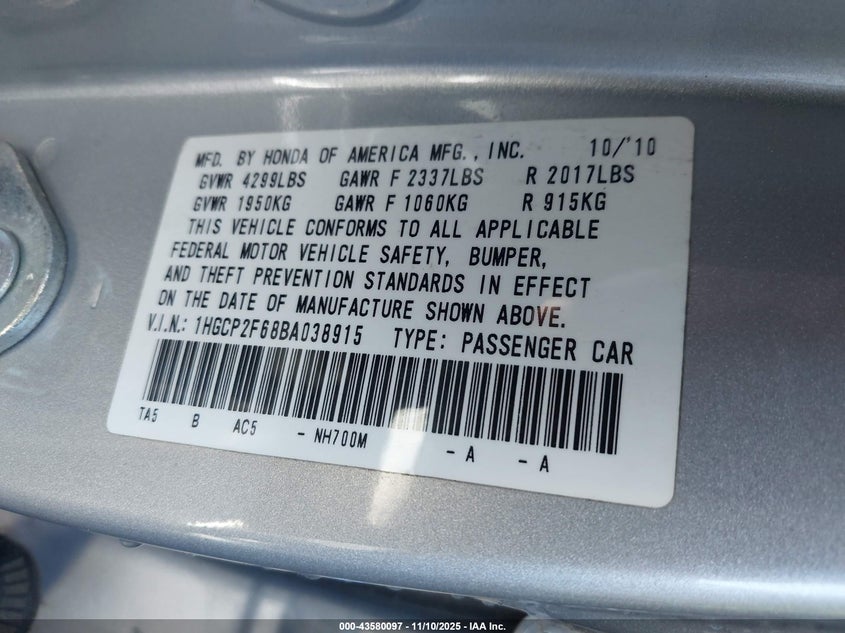 MFD. BY HONDA OF AMERICA MFG., INC. 10/'10
GVWR 4299LBS GAWR F 2337LBS R 2017LBS
GVWR 1950KG GAWR F 1060KG R 915KG
THIS VEHICLE CONFORMS TO ALL APPLICABLE
FEDERAL MOTOR VEHICLE SAFETY, BUMPER,
AND THEFT PREVENTION STANDARDS IN EFFECT
ON THE DATE OF MANUFACTURE SHOWN ABOVE.
V.I.N.: 1HGCP2F68BA038915 TYPE: PASSENGER CAR
TA5 B AC5 - NH700M - A - A
000-43580097 - 11/10/2025 - IAA Inc.